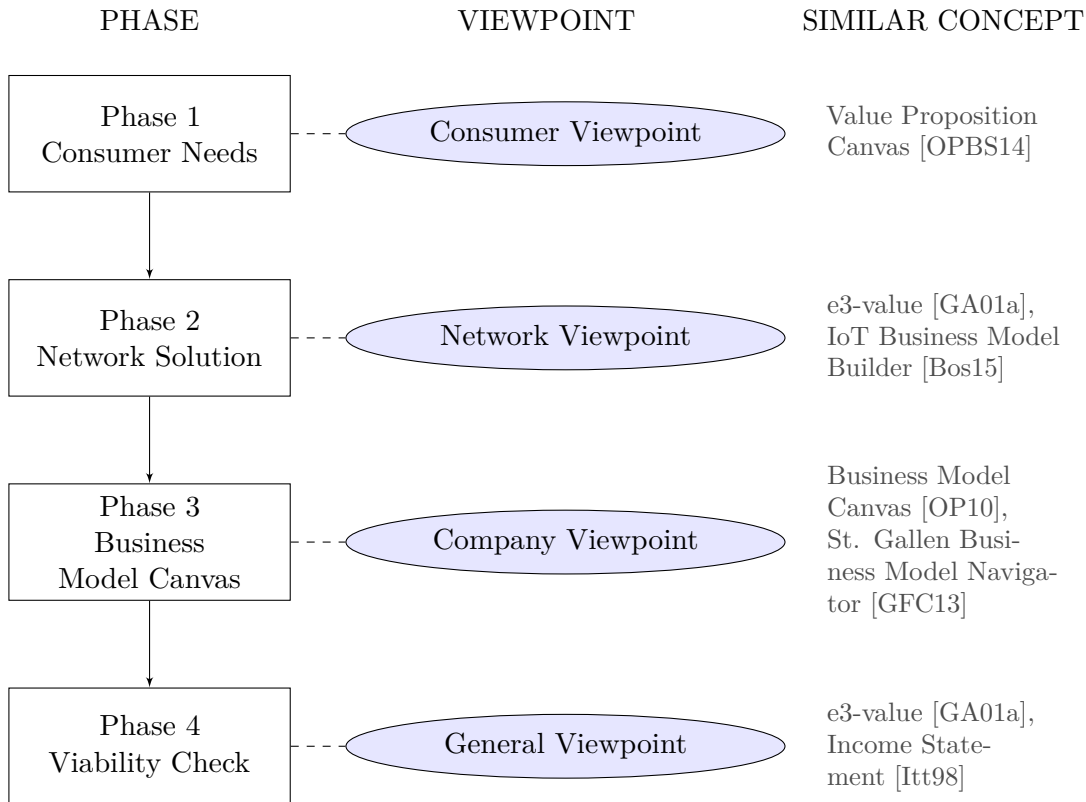 PHASE VIEWPOINT SIMILAR CONCEPT
Phase 1
Consumer Needs
Consumer Viewpoint
Value Proposition
Canvas [OPBS14]
Phase 2
Network Solution
Network Viewpoint
e3-value [GA01a],
IoT Business Model
Builder [Bos15]
Phase 3
Business
Model Canvas
Company Viewpoint
Business Model
Canvas [OP10],
St. Gallen Busi-
ness Model Naviga-
tor [GFC13]
Phase 4
Viability Check
General Viewpoint
e3-value [GA01a],
Income State-
ment [Itt98]